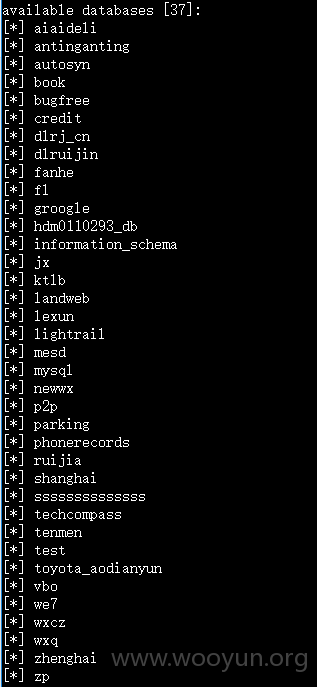 available databases [37]:
[*] aiaideli
[*] antinganting
[*] autosyn
[*] book
[*] bugfree
[*] credit
[*] dlrj_cn
[*] dlruijin
[*] fanhe
[*] fl
[*] groogle
[*] hdm0110293_db
[*] information_schema
[*] jx
[*] ktlb
[*] landweb
[*] lexun
[*] lightrail
[*] mesd
[*] mysql
[*] newwx
[*] p2p
[*] parking
[*] phonerecords
[*] ruijia
[*] shanghai
[*] ssssssssssssss
[*] techcompass
[*] tenmen
[*] test
[*] toyota_aodianyun
[*] vbo
[*] we7
[*] wxcz
[*] wxq
[*] zhenghai
[*] zp
www.wooyun.org